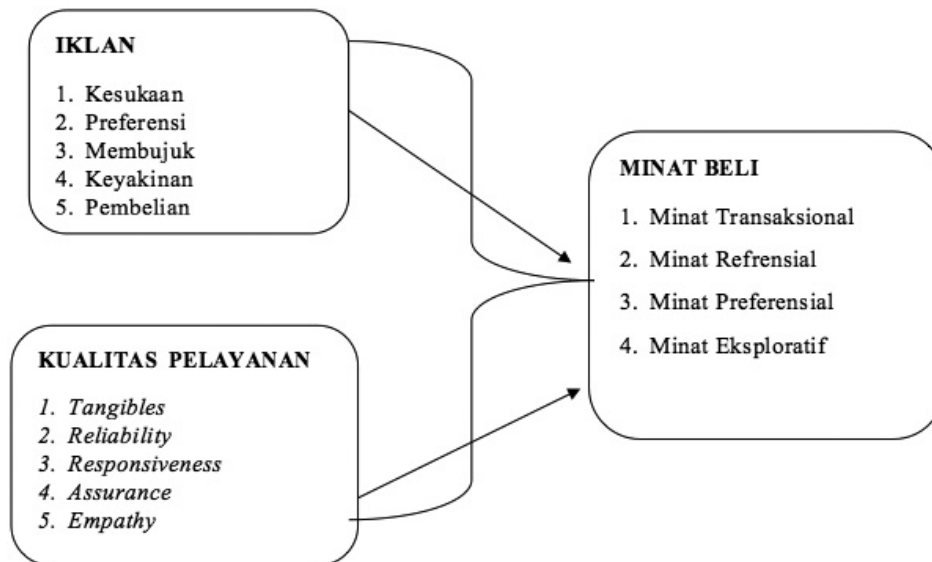 IKLAN
1. Kesukaan
2. Preferensi
3. Membujuk
4. Keyakinan
5. Pembelian
KUALITAS PELAYANAN
1. Tangibles
2. Reliability
3. Responsiveness
4. Assurance
5. Empathy
MINAT BELI
1. Minat Transaksional
2. Minat Refrensial
3. Minat Preferensial
4. Minat Eksploratif